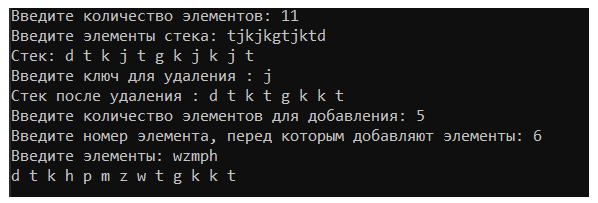 Введите количество элементов: 11
Введите элементы стека: tjkjkgtjktd
Стек: d t k j t g k j k j t
Введите ключ для удаления : j
Стек после удаления : d t k t g k k t
Введите количество элементов для добавления: 5
Введите номер элемента, перед которым добавляют элементы: 6
Введите элементы: wzmph
d t k h p m z w t g k k t